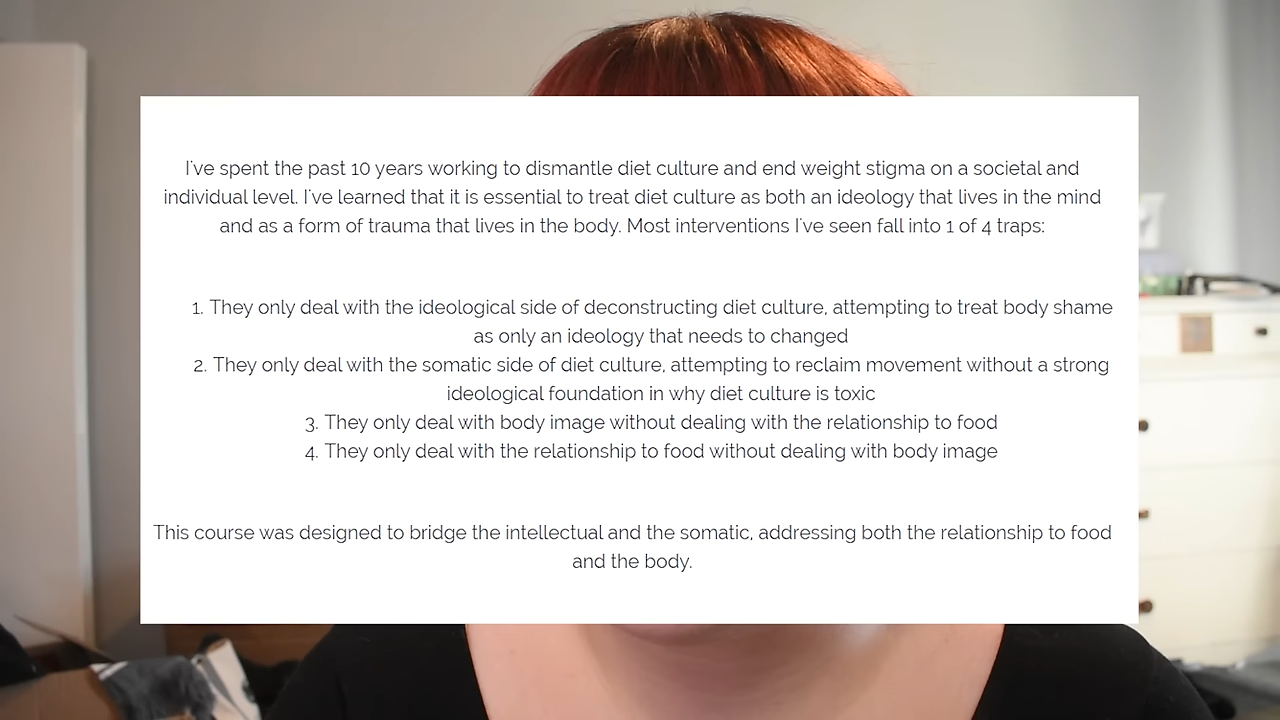 I've spent the past 10 years working to dismantle diet culture and end weight stigma on a societal and
individual level. I've learned that it is essential to treat diet culture as both an ideology that lives in the mind
and as a form of trauma that lives in the body. Most interventions I've seen fall into 1 of 4 traps:
1. They only deal with the ideological side of deconstructing diet culture, attempting to treat body shame
as only an ideology that needs to changed
2. They only deal with the somatic side of diet culture, attempting to reclaim movement without a strong
ideological foundation in why diet culture is toxic
3. They only deal with body image without dealing with the relationship to food
4. They only deal with the relationship to food without dealing with body image
This course was designed to bridge the intellectual and the somatic, addressing both the relationship to food
and the body.